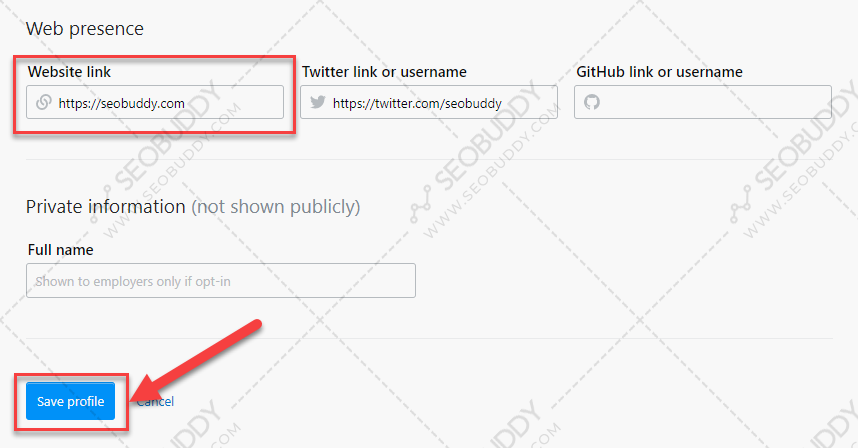 Web presence
Website link
Twitter link or username
GitHub link or username
https://seobuddy.com
https://twitter.com/seobuddy
Private information (not shown publicly)
Full name
Shown to employers only if opt-in
Save profile
Cancel
SEOBUDDY
WWW.SEOBUDDY.COM
SEOBUDDY
WWW.SEOBUDDY.COM
SEOBUDDY
WWW.SEOBUDDY.COM
SEOBUDDY
SEOBUDDY
SEOBUDDY